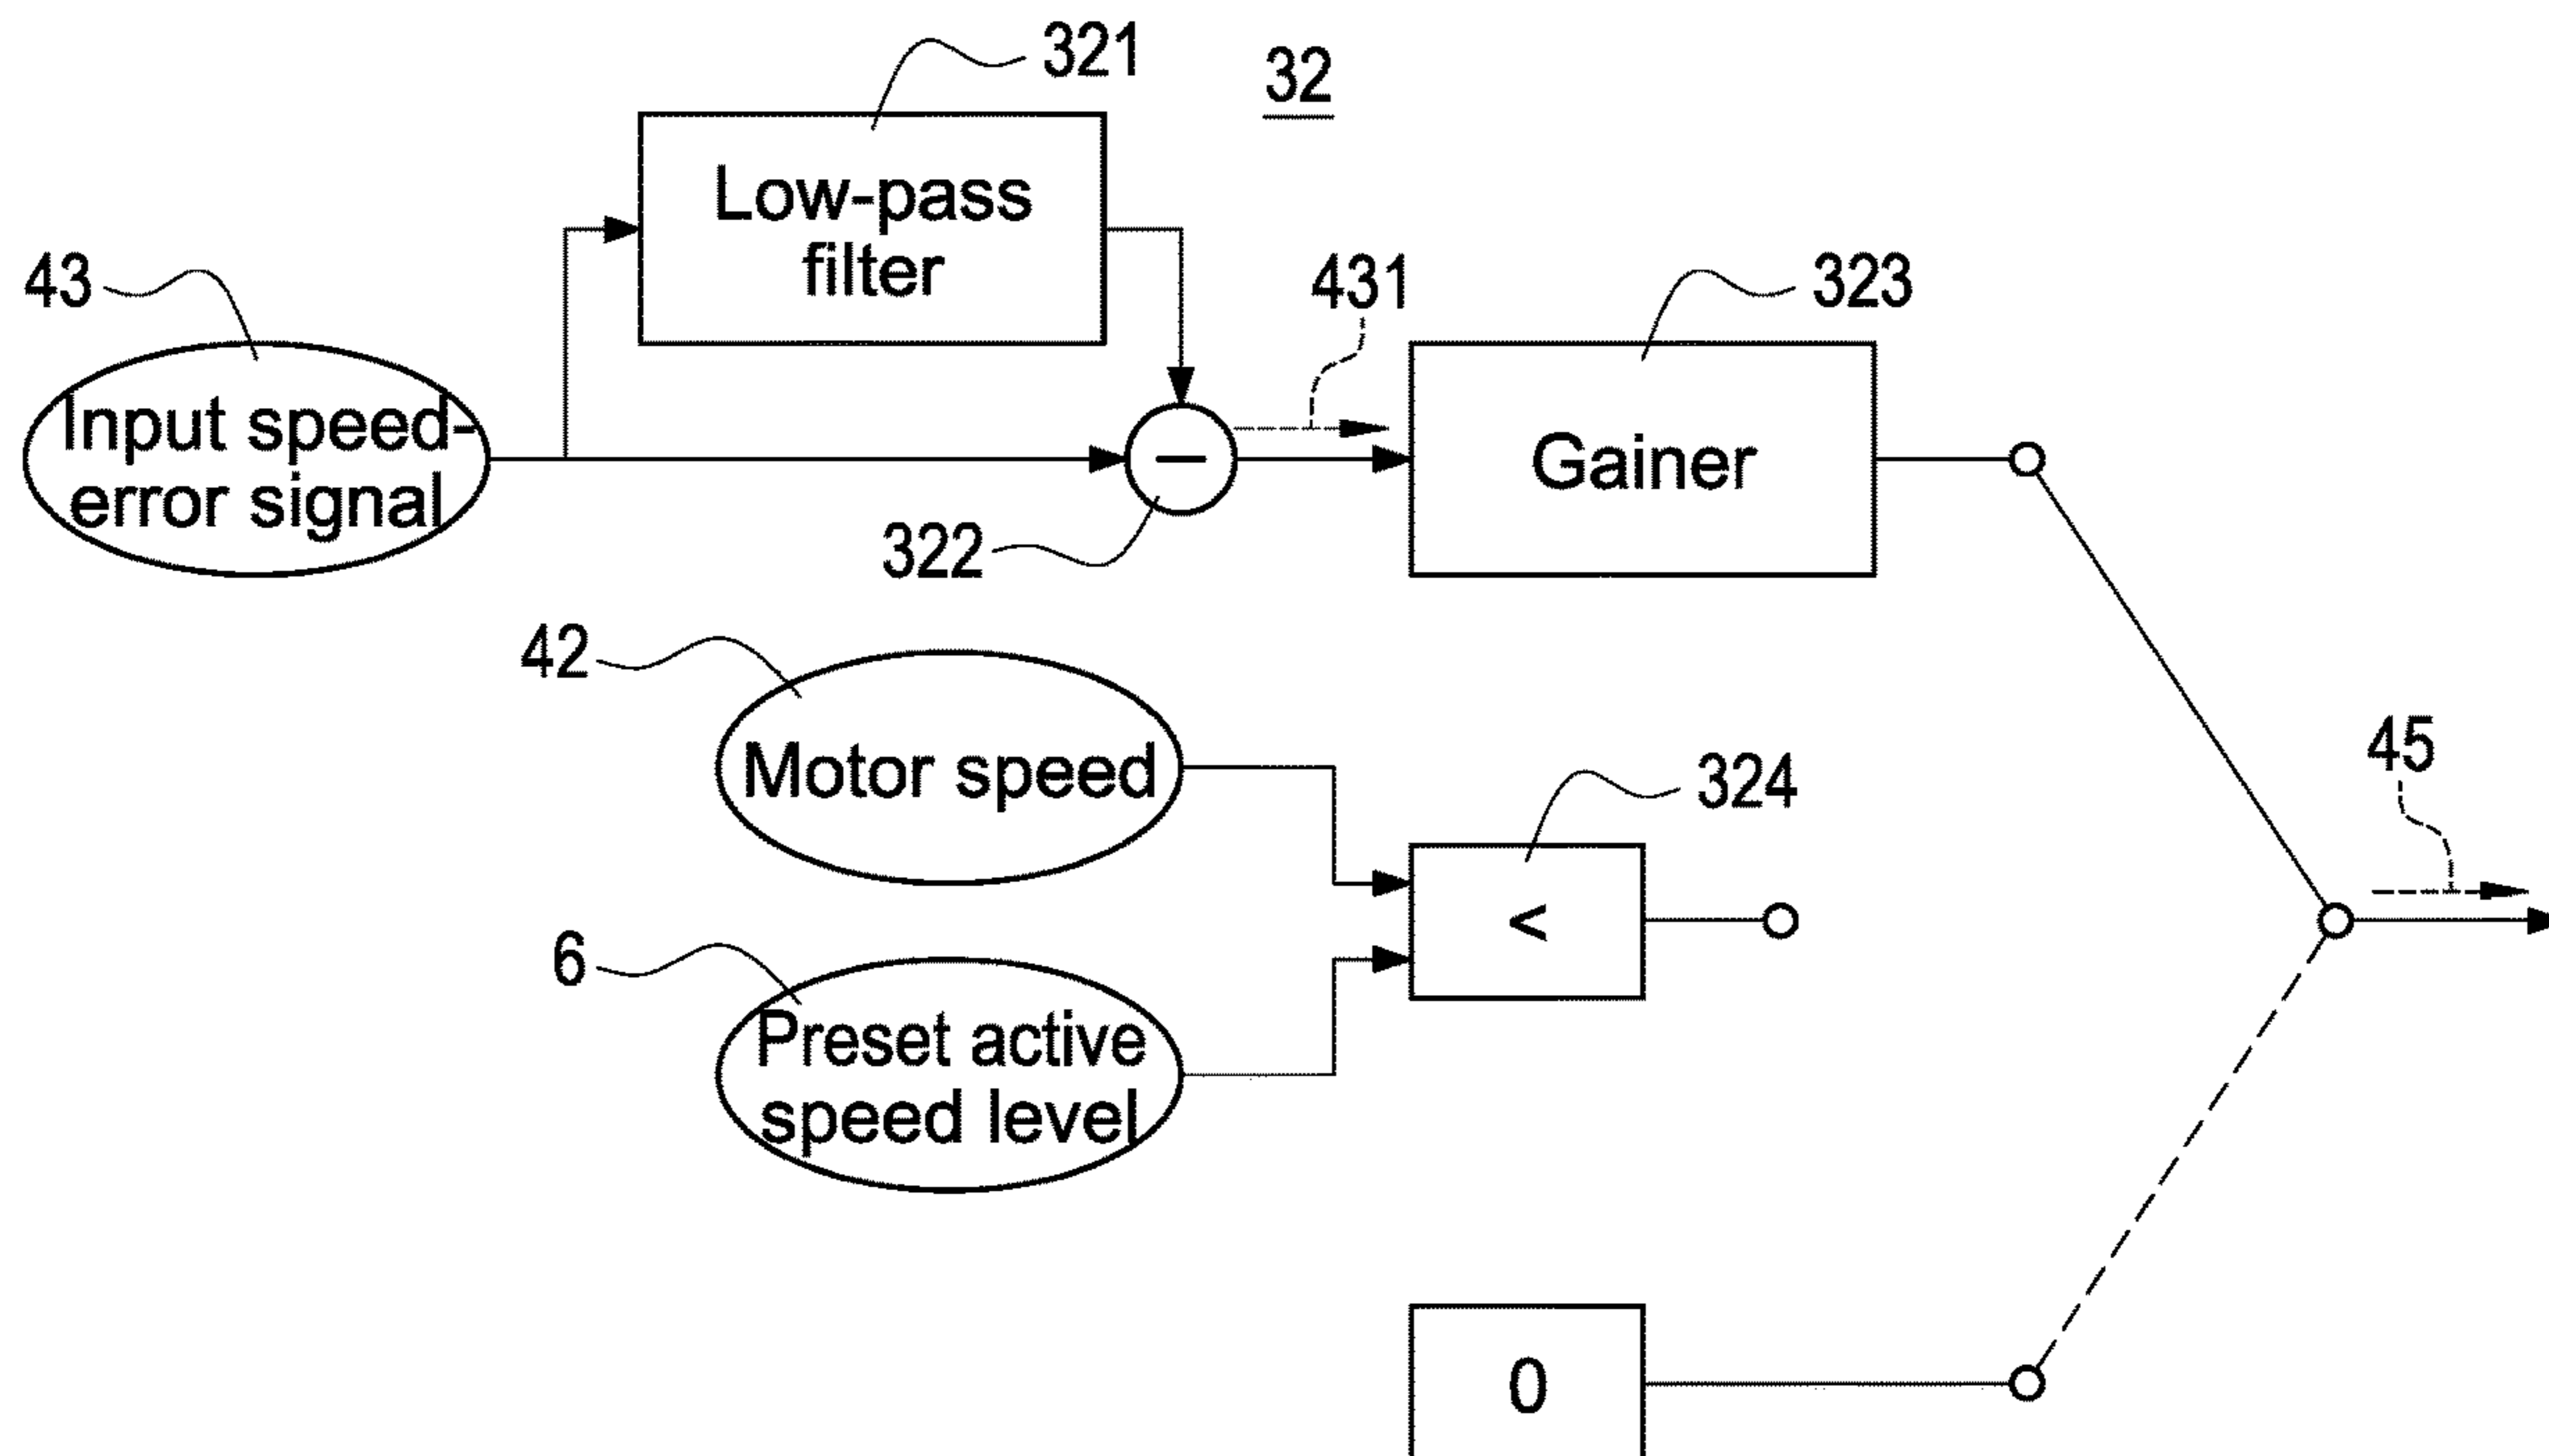 321
32
Low-pass
filter
43
431
323
Input speed-
error signal
−
Gainer
322
42
Motor speed
324
45
<
6
Preset active
speed level
0